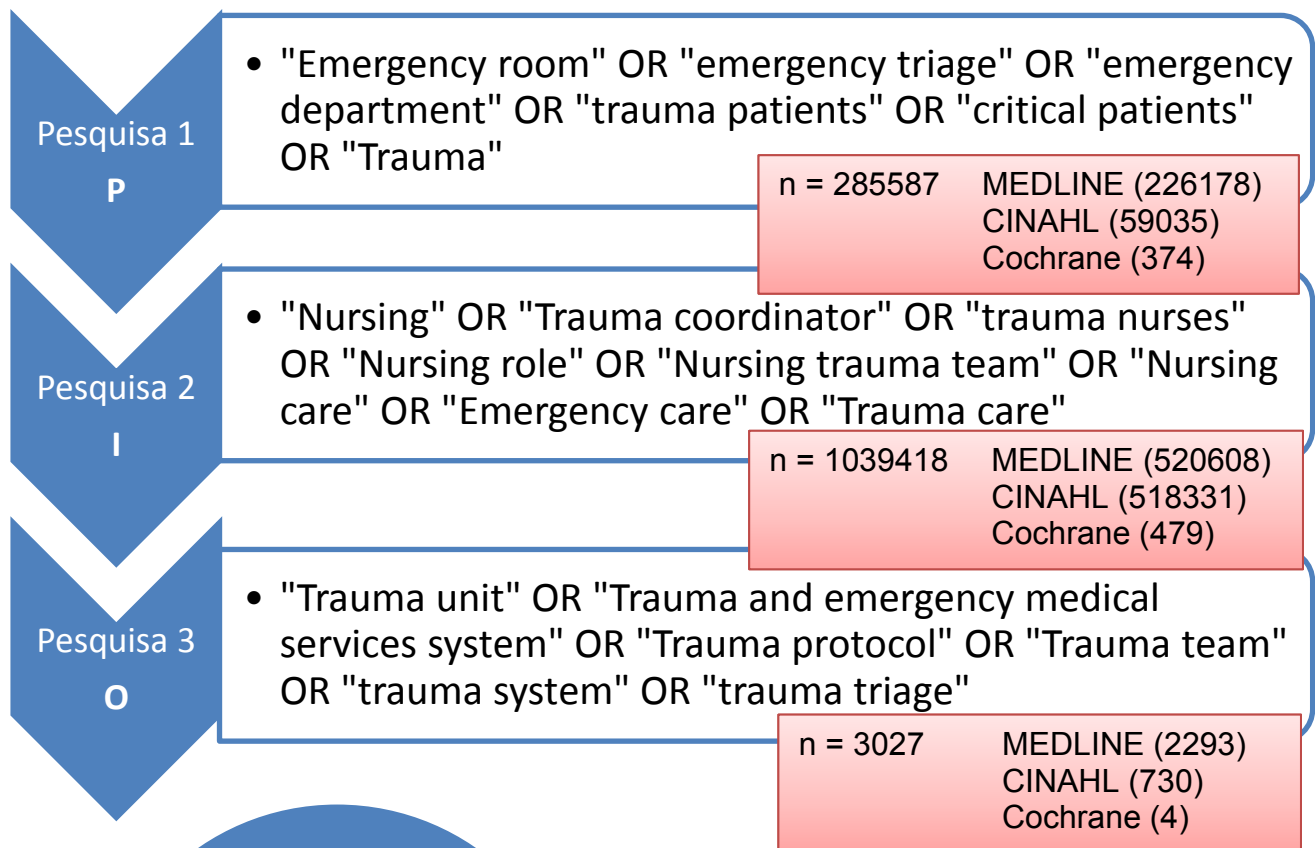 Pesquisa 1
P
• "Emergency room" OR "emergency triage" OR "emergency
department" OR "trauma patients" OR "critical patients"
OR "Trauma"
n = 285587 MEDLINE (226178)
CINAHL (59035)
Cochrane (374)
Pesquisa 2
I
• "Nursing" OR "Trauma coordinator" OR "trauma nurses"
OR "Nursing role" OR "Nursing trauma team" OR "Nursing
care" OR "Emergency care" OR "Trauma care"
n = 1039418 MEDLINE (520608)
CINAHL (518331)
Cochrane (479)
Pesquisa 3
O
• "Trauma unit" OR "Trauma and emergency medical
services system" OR "Trauma protocol" OR "Trauma team"
OR "trauma system" OR "trauma triage"
n = 3027 MEDLINE (2293)
CINAHL (730)
Cochrane (4)